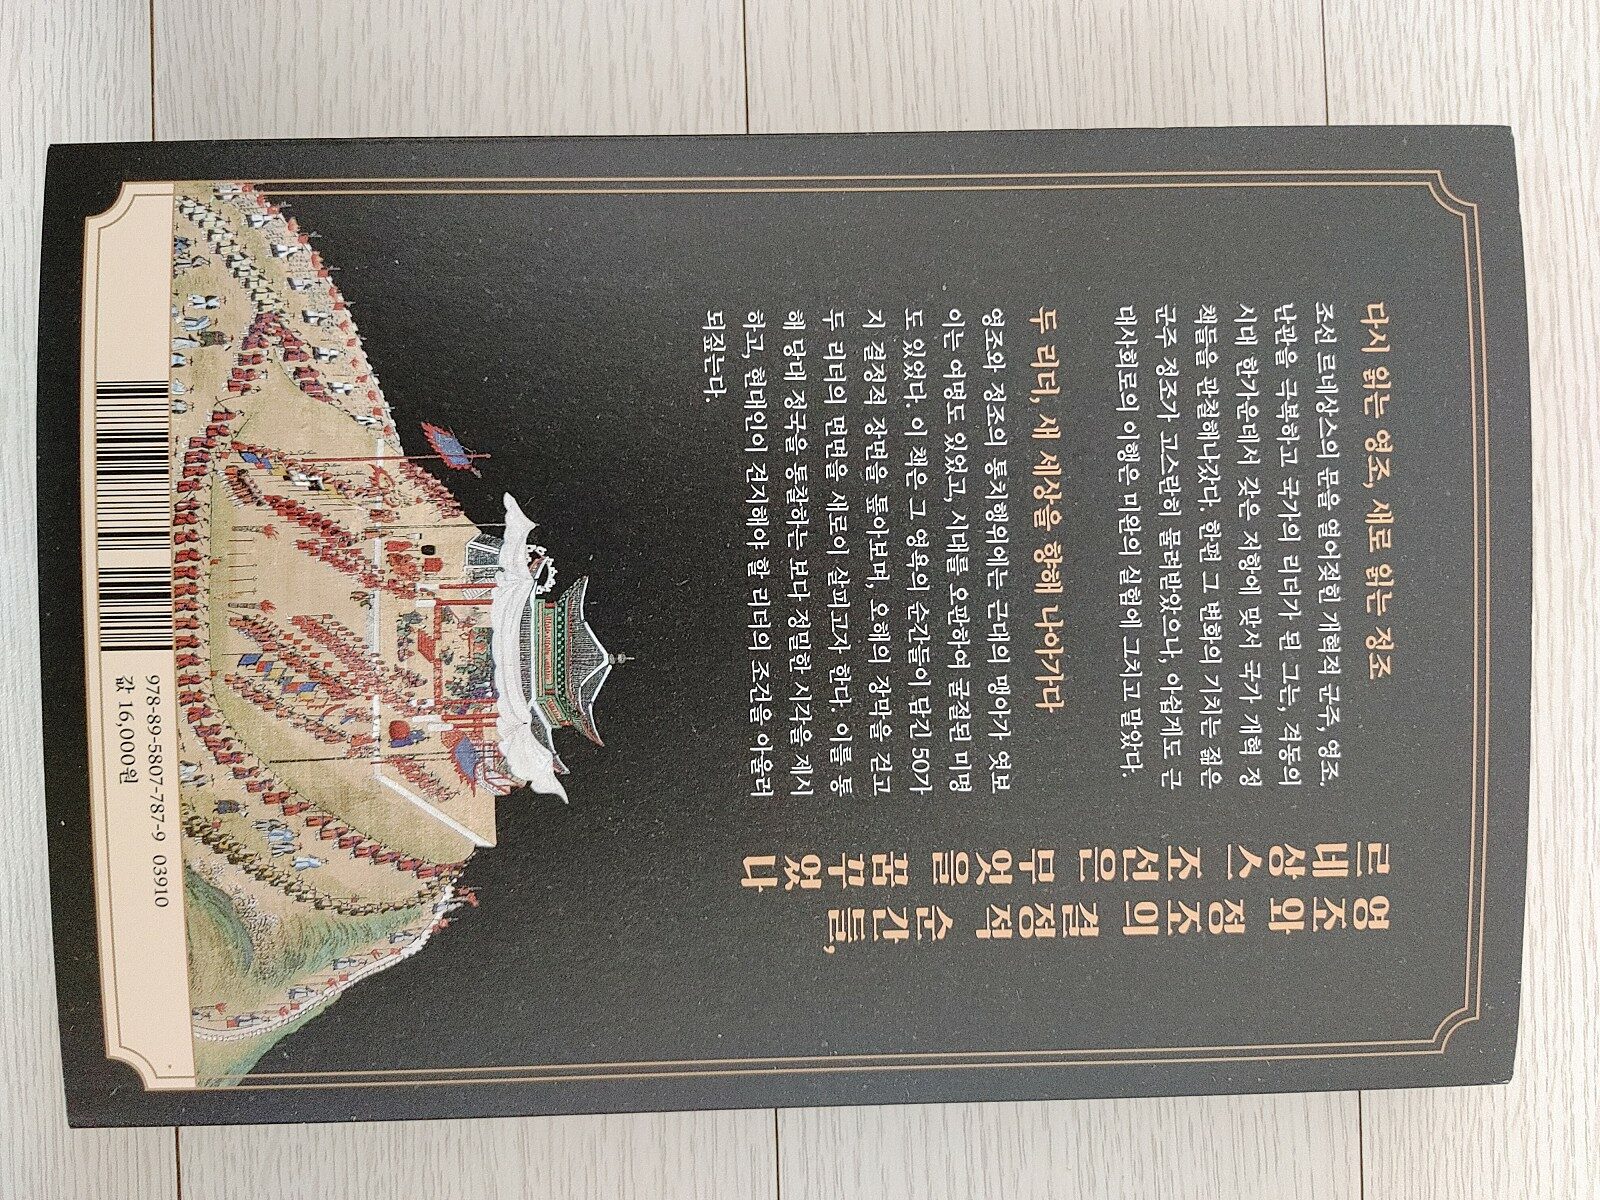 영조와 정조의 결정적 순간들,
르네상스 조선은 무엇을 꿈꾸었나
다시 읽는 영조, 새로 읽는 정조
조선 르네상스의 문을 열어젖힌 개혁적 군주, 영조.
난관을 극복하고 국가의 리더가 된 그는, 격동의
시대 한가운데서 갖은 저항에 맞서 국가 개혁 정
책들을 관철해나갔다. 한편 그 변화의 기치는 젊은
군주 정조가 고스란히 물려받았으나, 아쉽게도 근
대사회로의 이행은 미완의 실험에 그치고 말았다.
두 리더, 새 세상을 향해 나아가다
영조와 정조의 통치행위에는 근대의 맹아가 엿보
이는 여명도 있었고, 시대를 오판하여 굴절된 미명
도 있었다. 이 책은 그 영욕의 순간들이 담긴 50가
지 결정적 장면을 톺아보며, 오해의 장막을 걷고
두 리더의 면면을 새로이 살피고자 한다. 이를 통
해 당대 정국을 통찰하는 보다 정밀한 시각을 제시
하고, 현대인이 견지해야 할 리더의 조건을 아울러
되짚는다.
978-89-5807-787-9 03910
값 16,000원